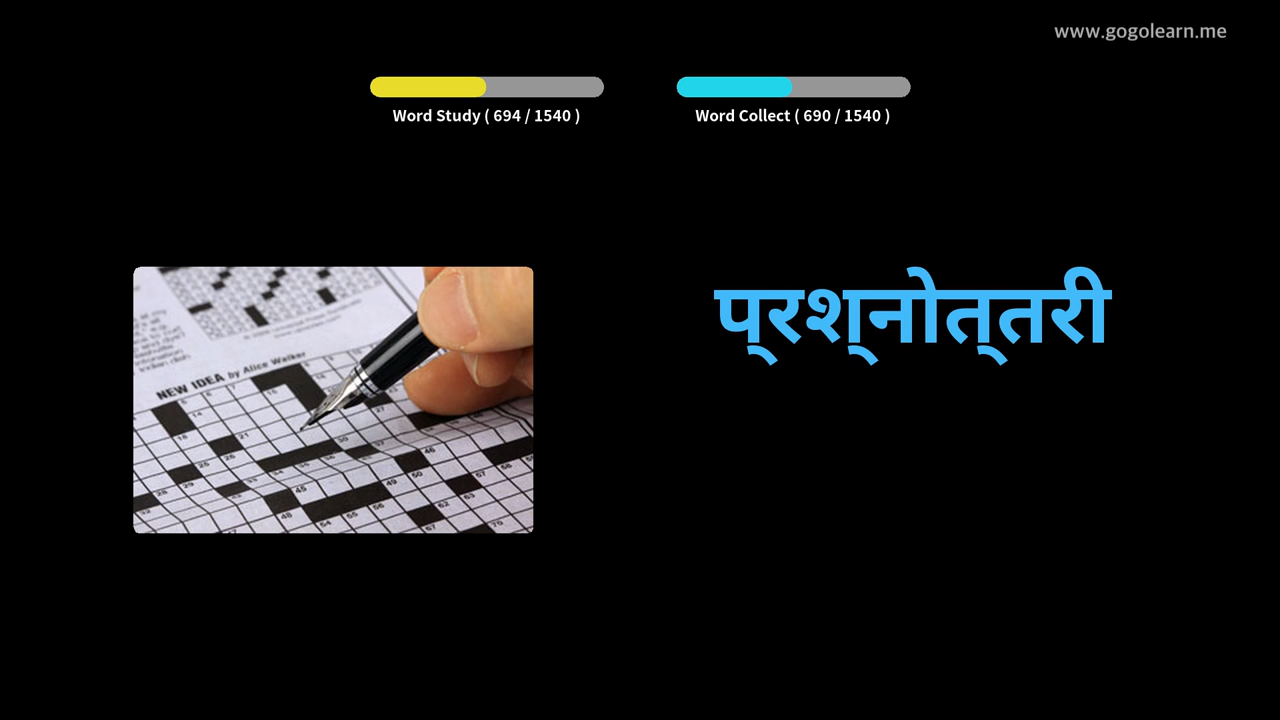 www.gogolearn.me
Word Study ( 694 / 1540 )
Word Collect ( 690 / 1540 )
प्रश्नोत्तरी
NEW IDEA by Alice Walker